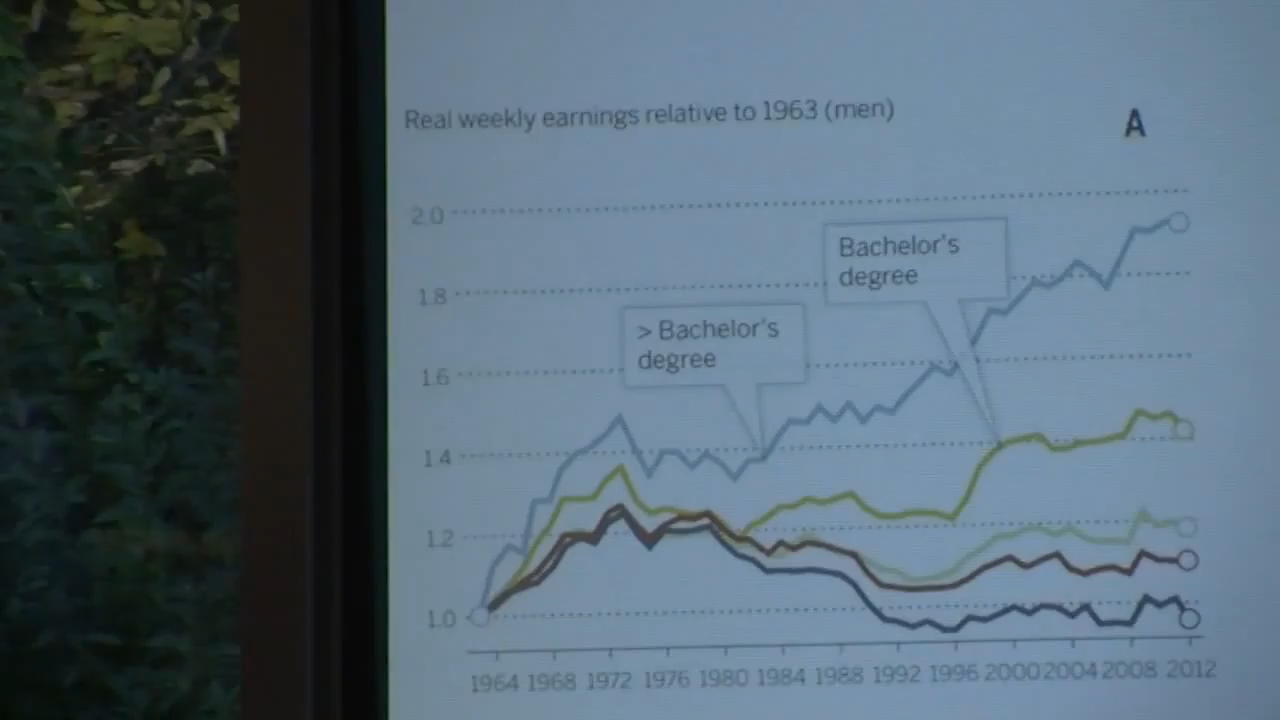 Real weekly earnings relative to 1963 (men)
A
2.0
Bachelor's
degree
1.8
> Bachelor's
degree
1.6
1.4
1.2
1.0
1964 1968 1972 1976 1980 1984 1988 1992 1996 2000 2004 2008 2012